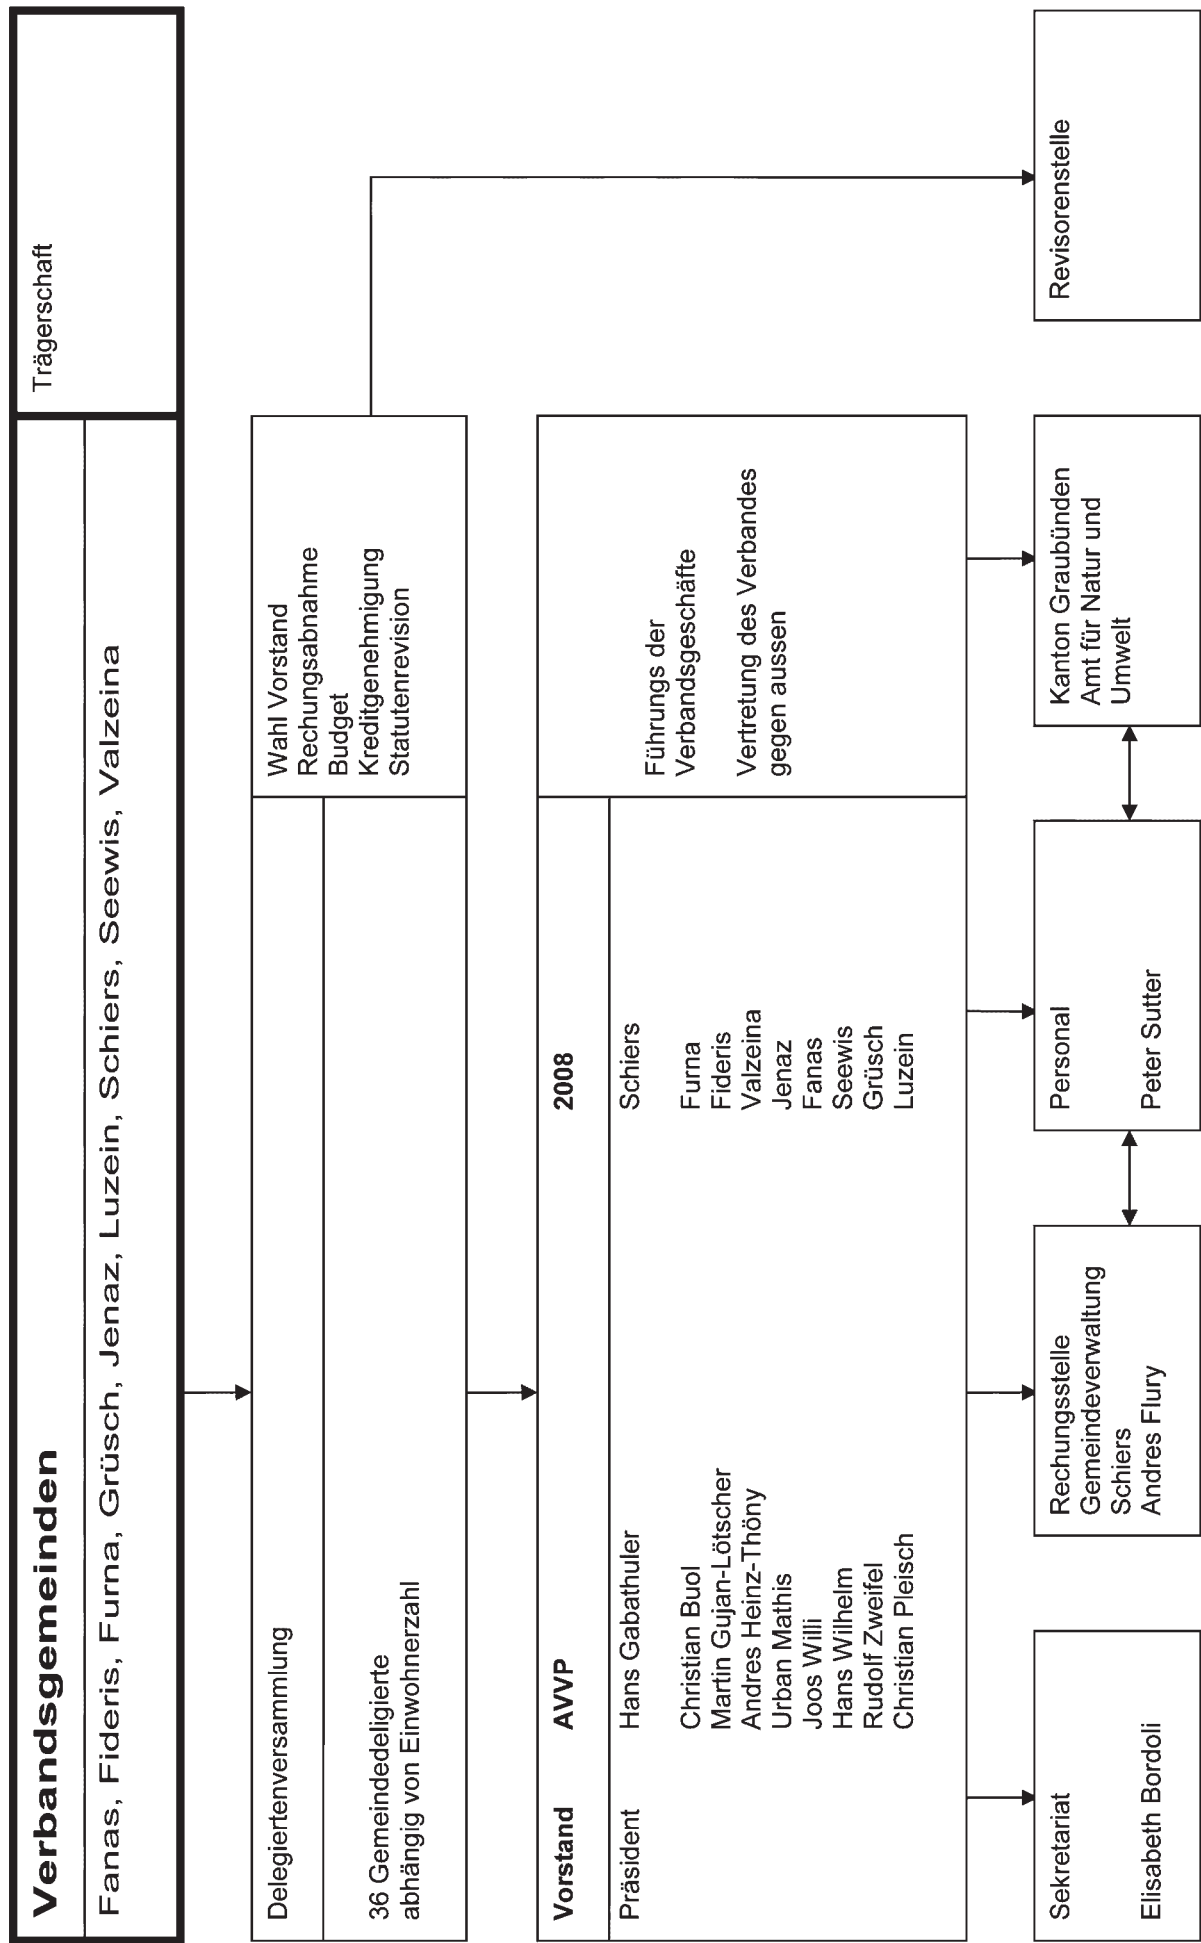 Verbandsgemeinden
Trägerschaft
Fanas, Fideris, Furna, Grüsch, Jenaz, Luzein, Schiers, Seewis, Valzeina
Delegiertenversammlung
36 Gemeindedeligierte
abhängig von Einwohnerzahl
Wahl Vorstand
Rechungsabnahme
Budget
Kreditgenehmigung
Statutenrevision
Vorstand AVVP 2008
Präsident Hans Gabathuler Schiers
Christian Buol Furna
Martin Gujan-Lötscher Fideris
Andres Heinz-Thöny Valzeina
Urban Mathis Jenaz
Joos Willi Fanas
Hans Wilhelm Seewis
Rudolf Zweifel Grüsch
Christian Pleisch Luzein
Führungs der
Verbandsgeschäfte
Vertretung des Verbandes
gegen aussen
Sekretariat
Elisabeth Bordoli
Rechungsstelle
Gemeindeverwaltung
Schiers
Andres Flury
Personal
Peter Sutter
Kanton Graubünden
Amt für Natur und
Umwelt
Revisorenstelle